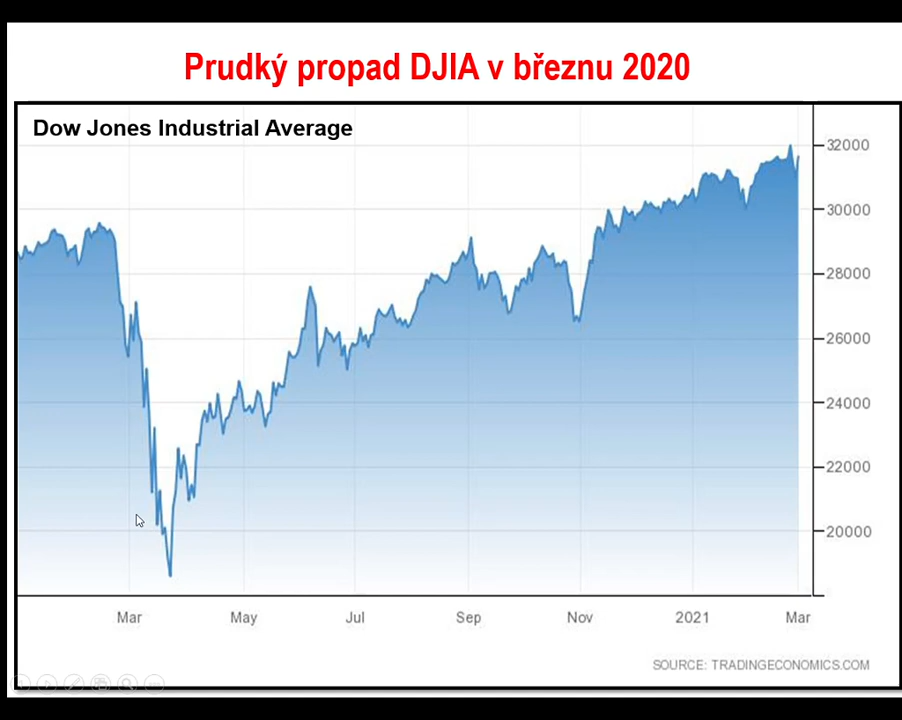 Prudký propad DJIA v březnu 2020
Dow Jones Industrial Average
32000
30000
28000
26000
24000
22000
20000
Mar May Jul Sep Nov 2021 Mar
SOURCE: TRADINGECONOMICS.COM